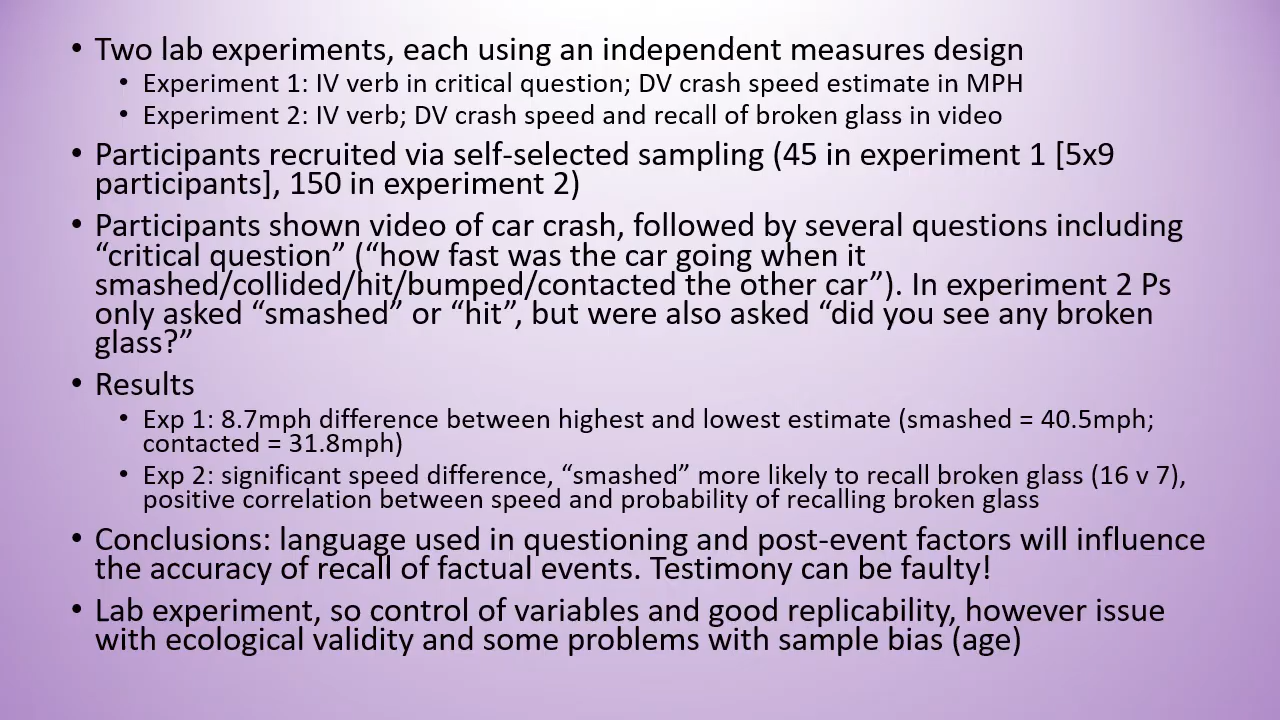 • Two lab experiments, each using an independent measures design
• Experiment 1: IV verb in critical question; DV crash speed estimate in MPH
• Experiment 2: IV verb; DV crash speed and recall of broken glass in video
• Participants recruited via self-selected sampling (45 in experiment 1 [5x9
participants], 150 in experiment 2)
• Participants shown video of car crash, followed by several questions including
“critical question” (“how fast was the car going when it
smashed/collided/hit/bumped/contacted the other car”). In experiment 2 Ps
only asked “smashed” or “hit”, but were also asked “did you see any broken
glass?”
• Results
• Exp 1: 8.7mph difference between highest and lowest estimate (smashed = 40.5mph;
contacted = 31.8mph)
• Exp 2: significant speed difference, “smashed” more likely to recall broken glass (16 v 7),
positive correlation between speed and probability of recalling broken glass
• Conclusions: language used in questioning and post-event factors will influence
the accuracy of recall of factual events. Testimony can be faulty!
• Lab experiment, so control of variables and good replicability, however issue
with ecological validity and some problems with sample bias (age)